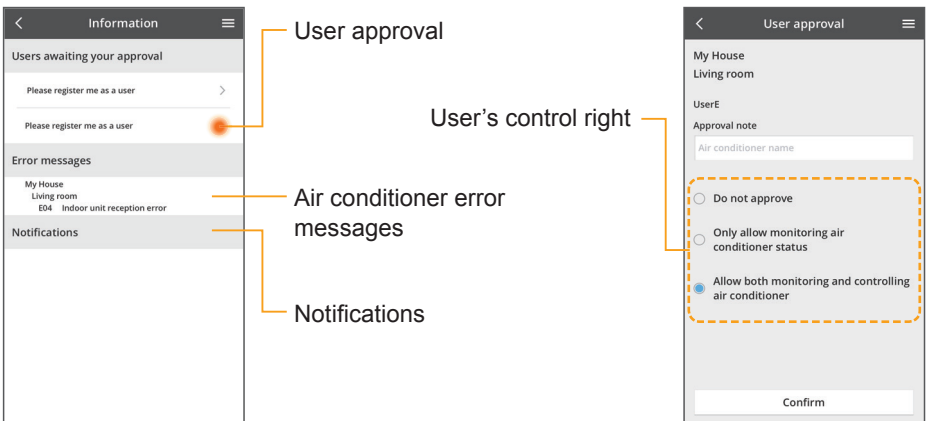 Information
Users awaiting your approval
Please register me as a user
Please register me as a user
Error messages
My House
Living room
E04 Indoor unit reception error
Notifications
User approval
Air conditioner error
messages
Notifications
User's control right
User approval
My House
Living room
UserE
Approval note
Air conditioner name
Do not approve
Only allow monitoring air
conditioner status
Allow both monitoring and controlling
air conditioner
Confirm